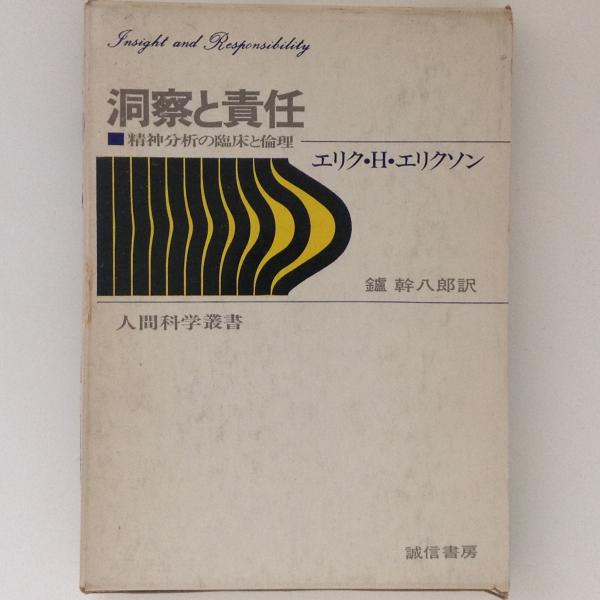 Insight and Responsibility
洞察と責任
■精神分析の臨床と倫理
エリク・H・エリクソン
鑪 幹八郎訳
人間科学叢書
誠信書房